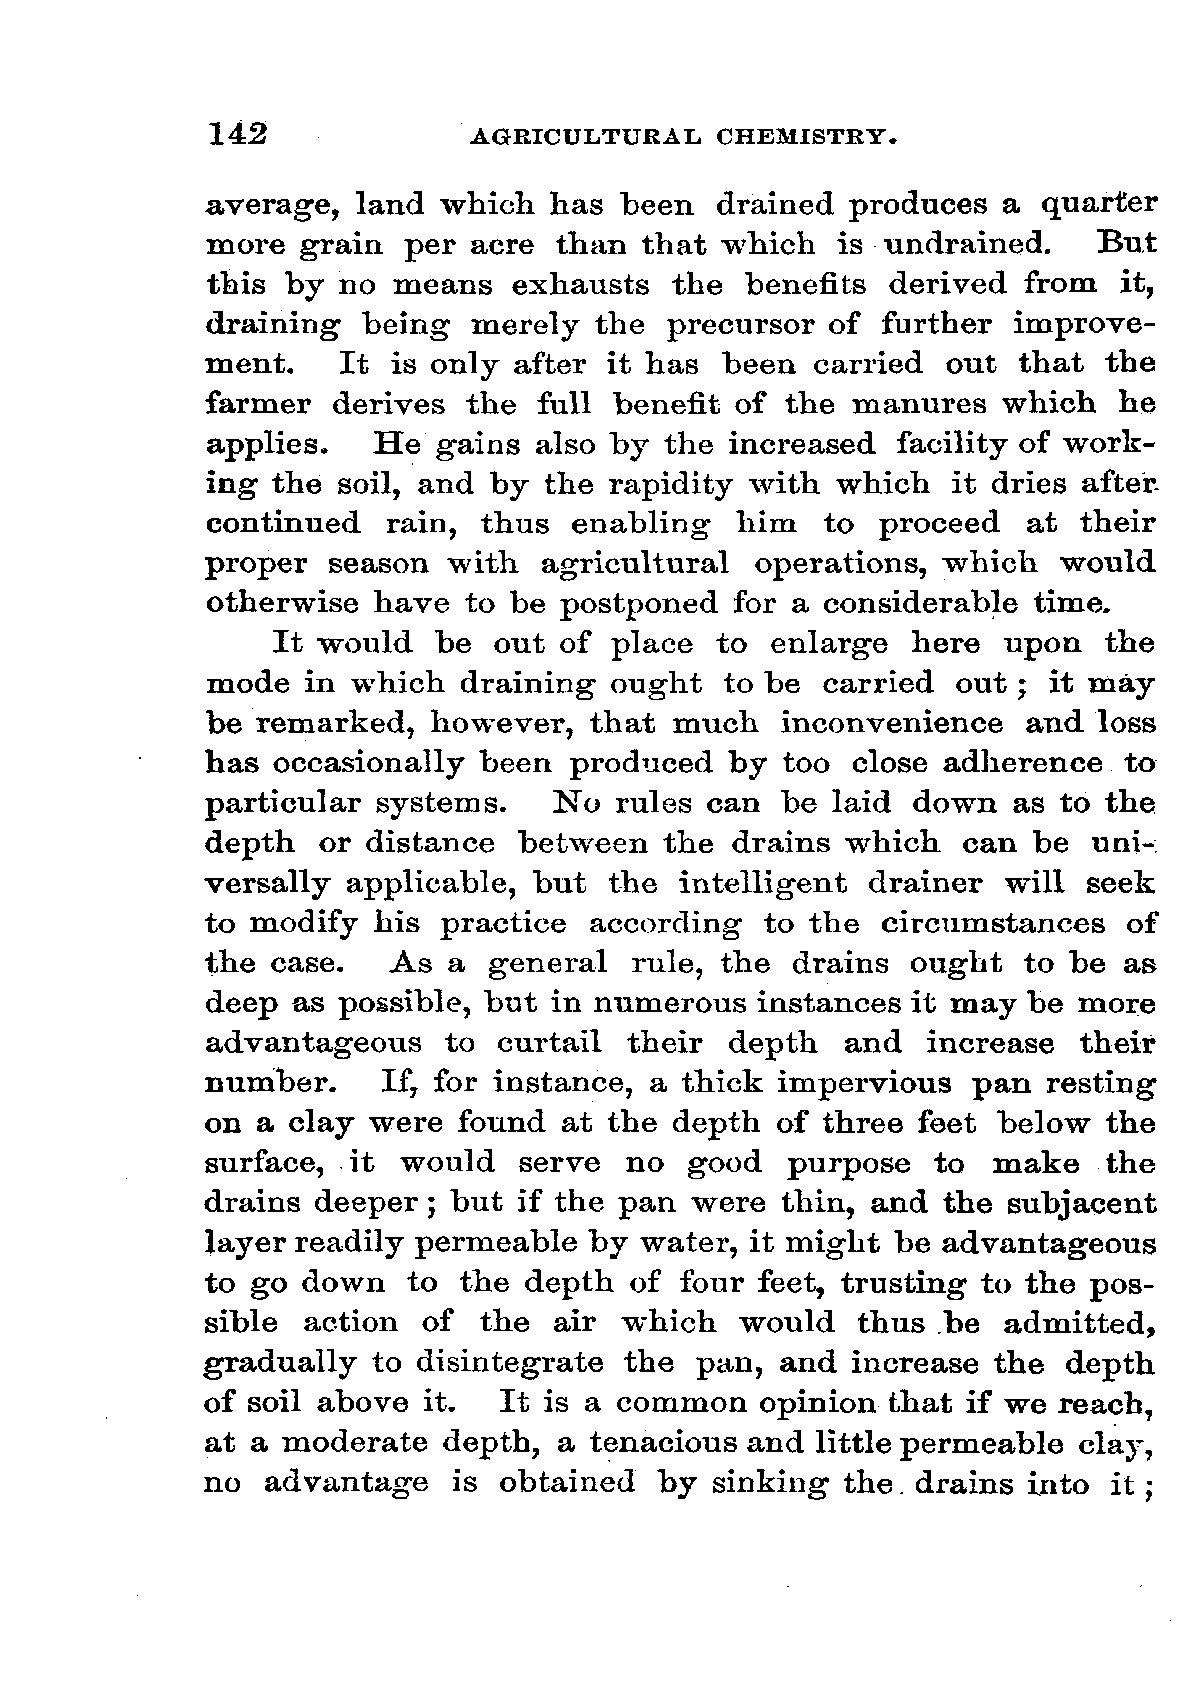 142 AGRICULTURAL CHEMISTRY.
average, land which has been drained produces a quarter
more grain per acre than that which is undrained. But
this by no means exhausts the benefits derived from it,
draining being merely the precursor of further improve-
ment. It is only after it has been carried out that the
farmer derives the full benefit of the manures which he
applies. He gains also by the increased facility of work-
ing the soil, and by the rapidity with which it dries after
continued rain, thus enabling him to proceed at their
proper season with agricultural operations, which would
otherwise have to be postponed for a considerable time.
It would be out of place to enlarge here upon the
mode in which draining ought to be carried out ; it may
be remarked, however, that much inconvenience and loss
has occasionally been produced by too close adherence to
particular systems. No rules can be laid down as to the
depth or distance between the drains which can be uni-
versally applicable, but the intelligent drainer will seek
to modify his practice according to the circumstances of
the case. As a general rule, the drains ought to be as
deep as possible, but in numerous instances it may be more
advantageous to curtail their depth and increase their
number. If, for instance, a thick impervious pan resting
on a clay were found at the depth of three feet below the
surface, it would serve no good purpose to make the
drains deeper ; but if the pan were thin, and the subjacent
layer readily permeable by water, it might be advantageous
to go down to the depth of four feet, trusting to the pos-
sible action of the air which would thus be admitted,
gradually to disintegrate the pan, and increase the depth
of soil above it. It is a common opinion that if we reach,
at a moderate depth, a tenacious and little permeable clay,
no advantage is obtained by sinking the drains into it ;